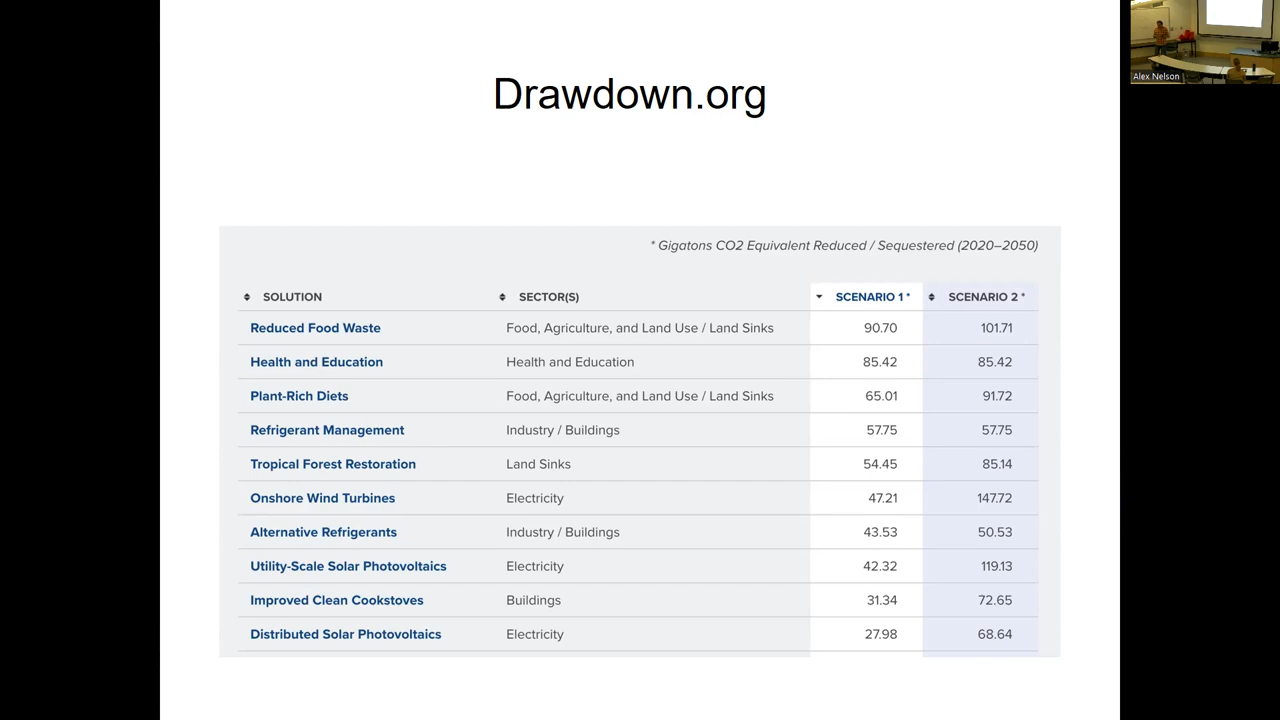 Alex Nelson
Drawdown.org
* Gigatons CO2 Equivalent Reduced / Sequestered (2020–2050)
SOLUTION SECTOR(S) SCENARIO 1 * SCENARIO 2 *
Reduced Food Waste Food, Agriculture, and Land Use / Land Sinks 90.70 101.71
Health and Education Health and Education 85.42 85.42
Plant-Rich Diets Food, Agriculture, and Land Use / Land Sinks 65.01 91.72
Refrigerant Management Industry / Buildings 57.75 57.75
Tropical Forest Restoration Land Sinks 54.45 85.14
Onshore Wind Turbines Electricity 47.21 147.72
Alternative Refrigerants Industry / Buildings 43.53 50.53
Utility-Scale Solar Photovoltaics Electricity 42.32 119.13
Improved Clean Cookstoves Buildings 31.34 72.65
Distributed Solar Photovoltaics Electricity 27.98 68.64